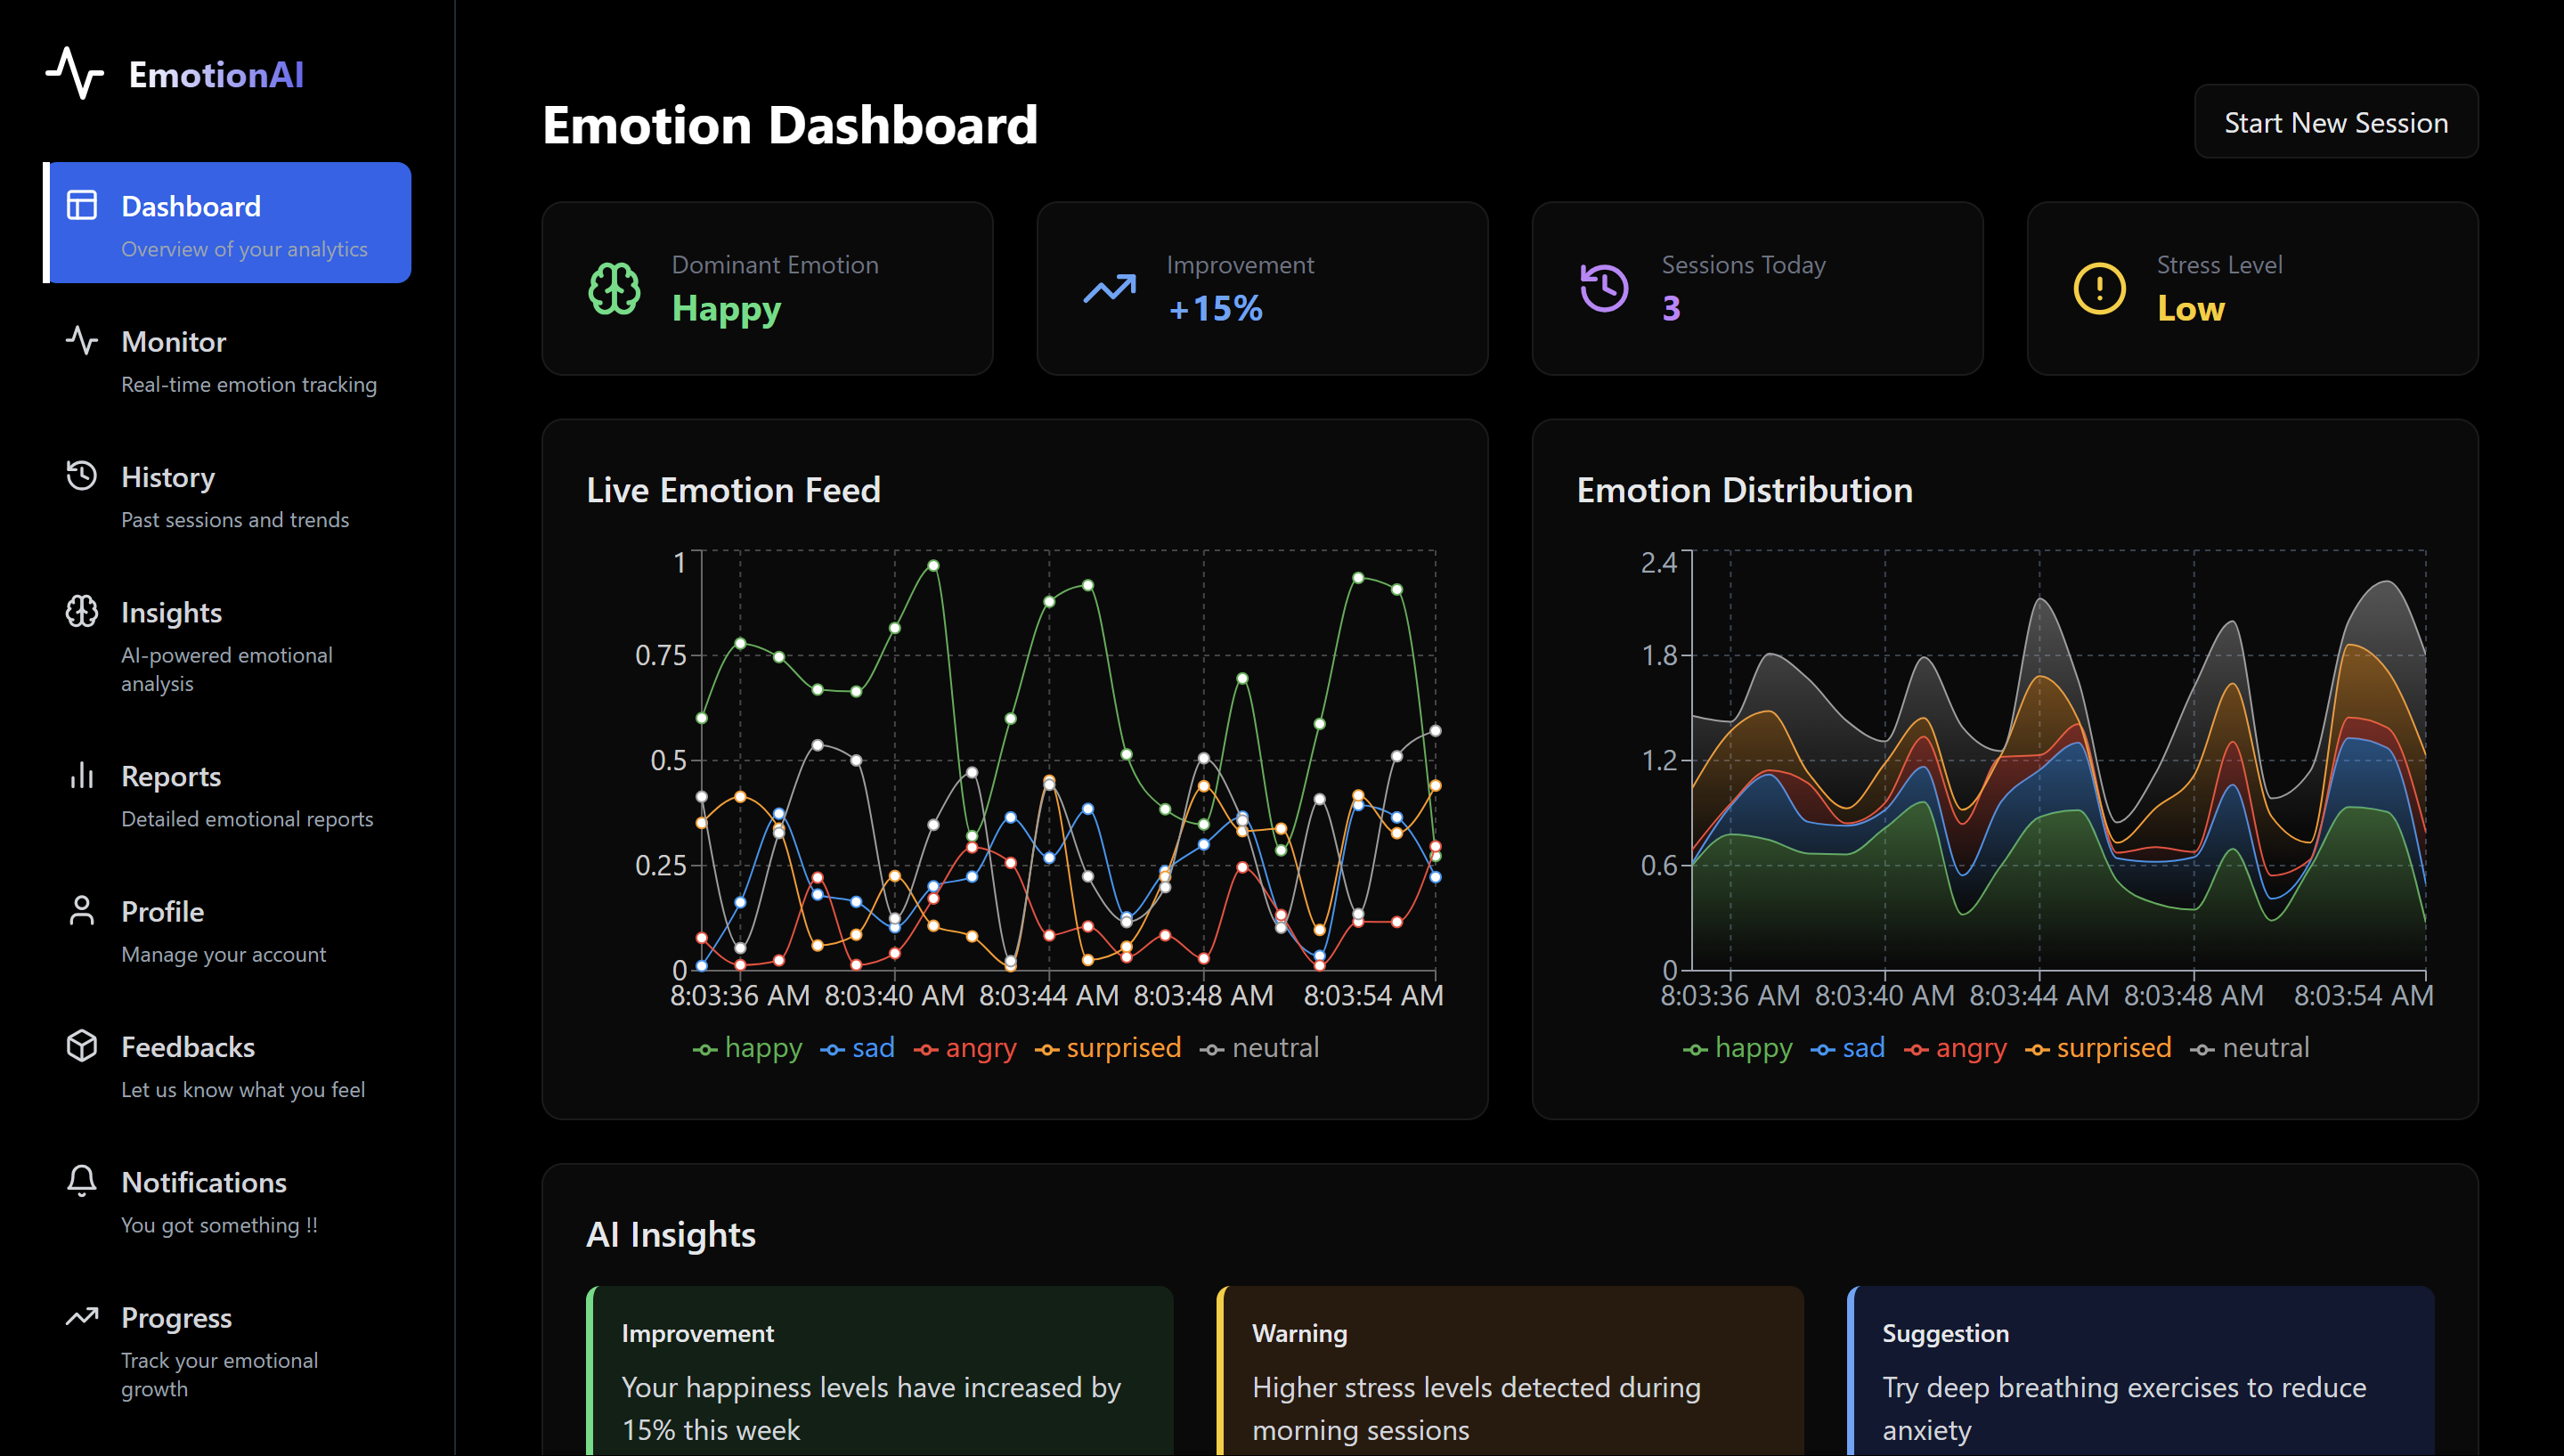 EmotionAI
Dashboard
Overview of your analytics
Monitor
Real-time emotion tracking
History
Past sessions and trends
Insights
AI-powered emotional
analysis
Reports
Detailed emotional reports
Profile
Manage your account
Feedbacks
Let us know what you feel
Notifications
You got something !!
Progress
Track your emotional
growth
Emotion Dashboard
Start New Session
Dominant Emotion
Happy
Improvement
+15%
Sessions Today
3
Stress Level
Low
Live Emotion Feed
1
0.75
0.5
0.25
0
8:03:36 AM 8:03:40 AM 8:03:44 AM 8:03:48 AM 8:03:54 AM
happy sad angry surprised neutral
Emotion Distribution
2.4
1.8
1.2
0.6
0
8:03:36 AM 8:03:40 AM 8:03:44 AM 8:03:48 AM 8:03:54 AM
happy sad angry surprised neutral
AI Insights
Improvement
Your happiness levels have increased by
15% this week
Warning
Higher stress levels detected during
morning sessions
Suggestion
Try deep breathing exercises to reduce
anxiety